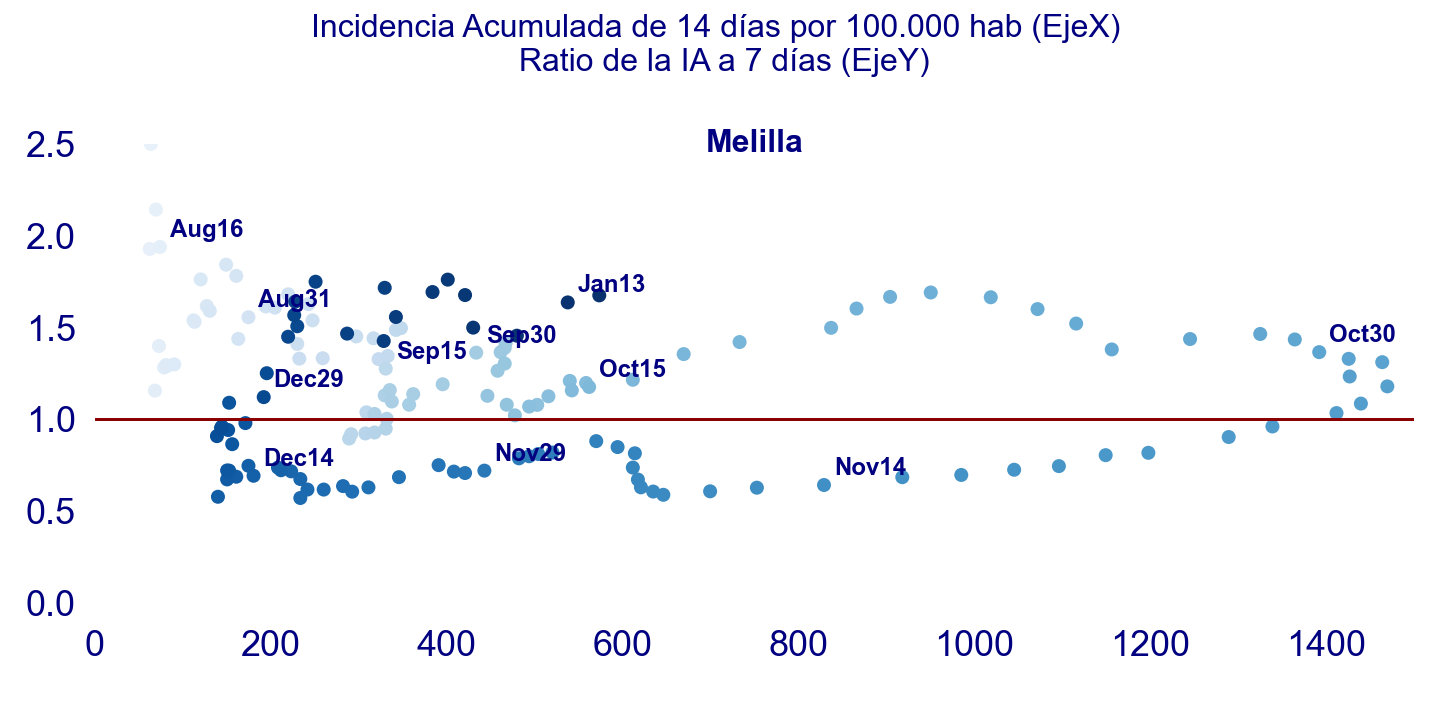 Incidencia Acumulada de 14 días por 100.000 hab (EjeX)
Ratio de la IA a 7 días (EjeY)
Melilla
2.5
2.0
1.5
1.0
0.5
0.0
Aug16
Aug31
Jan13
Sep30
Oct30
Sep15
Oct15
Dec29
Nov29
Dec14
Nov14
0 200 400 600 800 1000 1200 1400